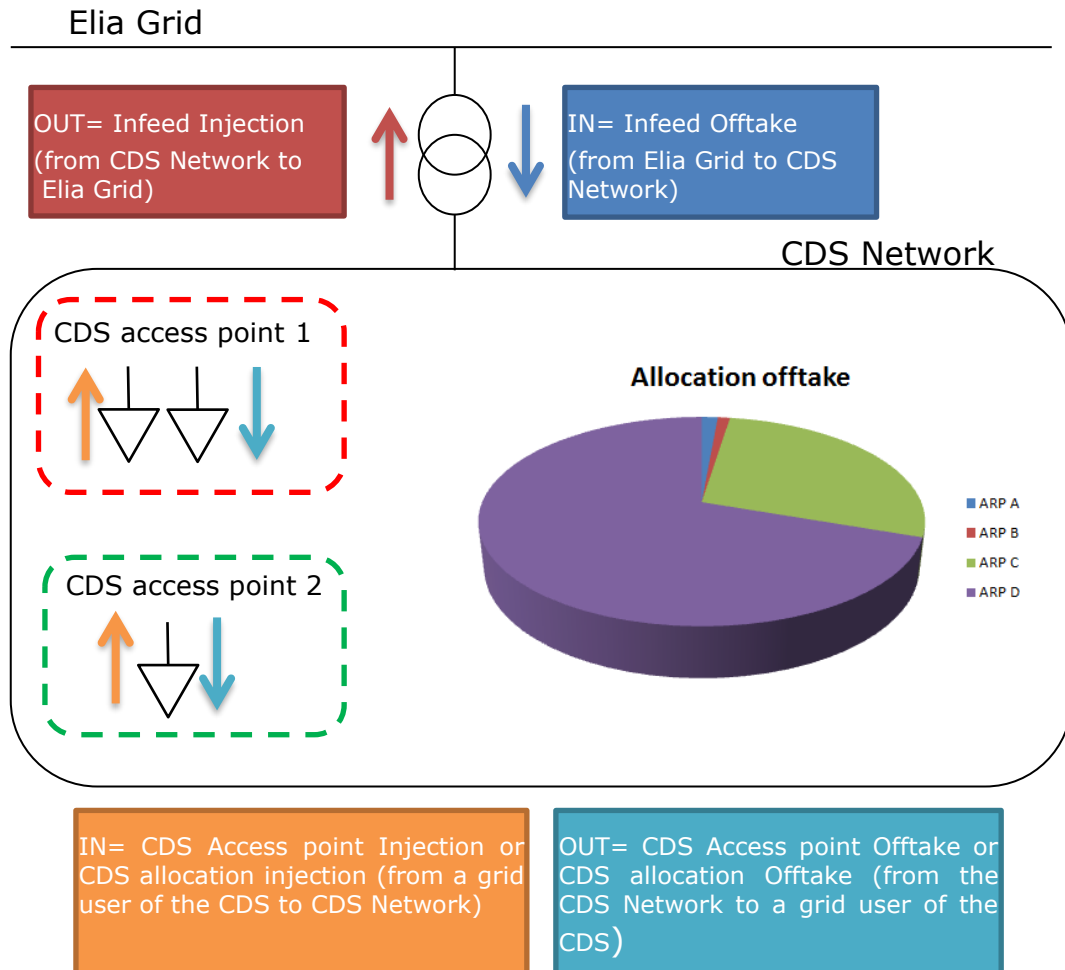 Elia Grid
OUT= Infeed Injection
(from CDS Network to
Elia Grid)
IN= Infeed Offtake
(from Elia Grid to CDS
Network)
CDS Network
CDS access point 1
Allocation offtake
ARP A
ARP B
ARP C
ARP D
CDS access point 2
IN= CDS Access point Injection or
CDS allocation injection (from a grid
user of the CDS to CDS Network)
OUT= CDS Access point Offtake or
CDS allocation Offtake (from the
CDS Network to a grid user of the
CDS)